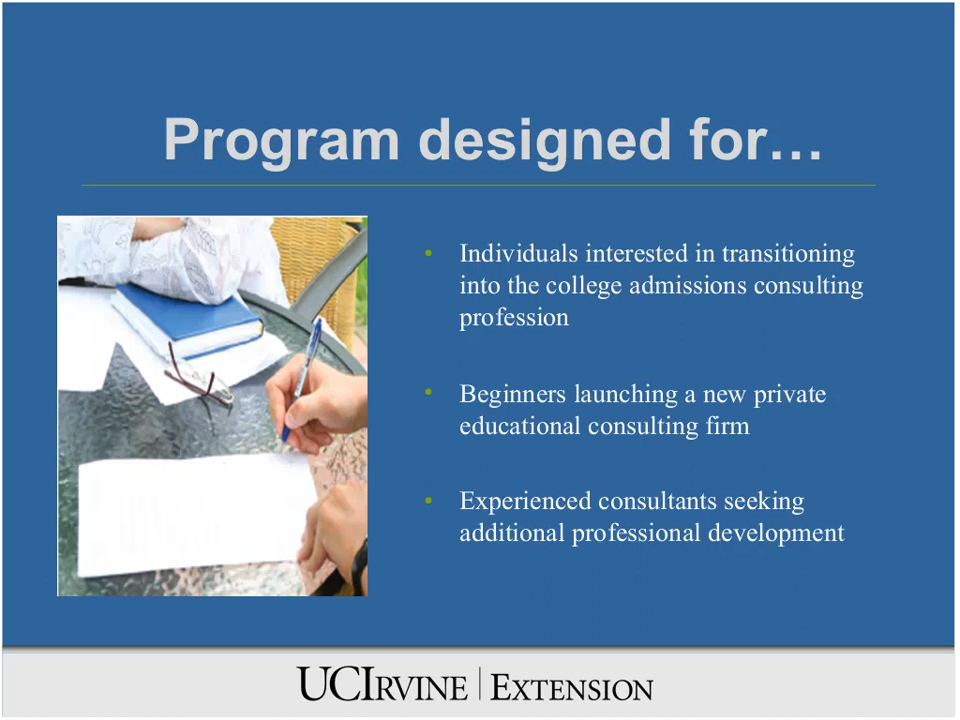 Program designed for…
• Individuals interested in transitioning
into the college admissions consulting
profession
• Beginners launching a new private
educational consulting firm
• Experienced consultants seeking
additional professional development
UCIRVINE | EXTENSION